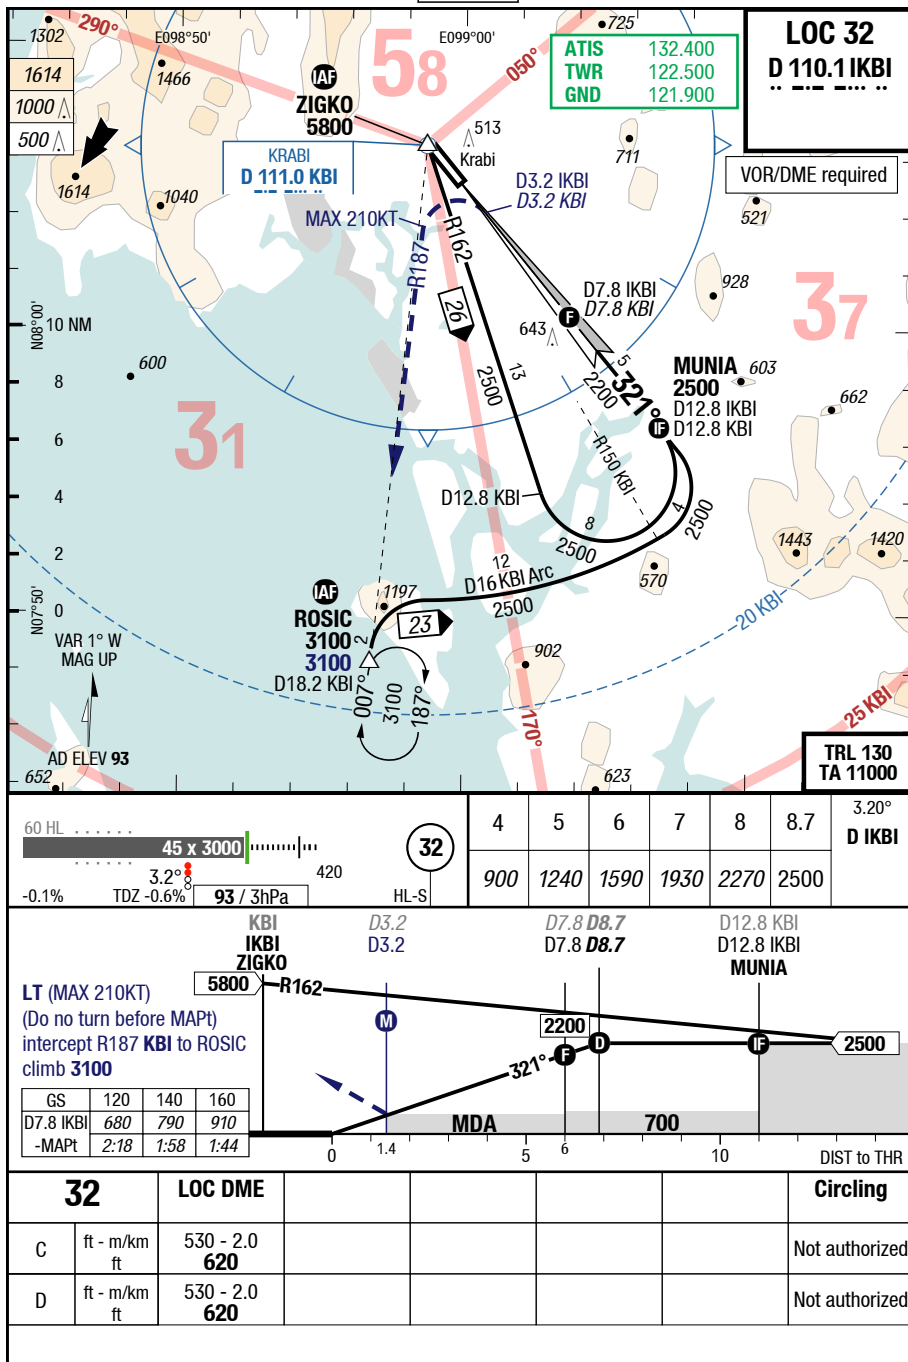 LOC 32
D 110.1 IKBI
VOR/DME required
ATIS 132.400
TWR 122.500
GND 121.900
E098°50'
E099°00'
1302
290°
1466
58
725
050°
1614
1000
500
1614
1040
IAF
ZIGKO
5800
513
Krabi
711
KRABI
D 111.0 KBI
D3.2 IKBI
D3.2 KBI
MAX 210KT
521
R187
R162
D7.8 IKBI
D7.8 KBI
F
928
37
26
643
N08°00'
10 NM
8
6
4
2
0
600
31
13
2500
5
2200
321°
MUNIA
2500
D12.8 IKBI
D12.8 KBI
IF
603
662
R150 KBI
D12.8 KBI
8
2500
4
2500
1443
1420
12
D16 KBI Arc
2500
570
20 KBI
N07°50'
IAF
ROSIC
3100
3100
D18.2 KBI
1197
2
23
VAR 1° W
MAG UP
007°
3100
187°
902
170°
25 KBI
AD ELEV 93
652
623
TRL 130
TA 11000
60 HL
45 x 3000
420
3.2°
-0.1%
TDZ -0.6%
93 / 3hPa
32
HL-S
4 5 6 7 8 8.7 3.20°
D IKBI
900 1240 1590 1930 2270 2500
KBI D3.2 D7.8 D8.7 D12.8 KBI
IKBI D3.2 D7.8 D8.7 D12.8 IKBI
ZIGKO MUNIA
5800 R162
LT (MAX 210KT)
(Do no turn before MAPt)
intercept R187 KBI to ROSIC
climb 3100
M
2200
F
D
IF
2500
321°
MDA
700
GS 120 140 160
D7.8 IKBI 680 790 910
-MAPt 2:18 1:58 1:44
0 1.4 5 6 10 DIST to THR
32 LOC DME Circling
C ft - m/km 530 - 2.0 Not authorized
ft 620
D ft - m/km 530 - 2.0 Not authorized
ft 620